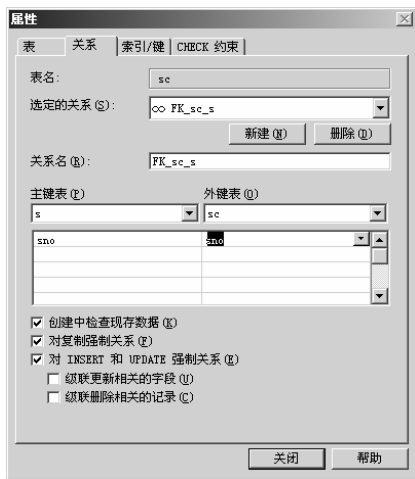 属性
表 关系 索引/键 CHECK 约束
表名: sc
选定的关系(S): FK_sc_s
新建(N) 删除(D)
关系名(R): FK_sc_s
主键表(P) 外键表(O)
s sc
sno sno
创建中检查现存数据(K)
对复制强制关系(F)
对 INSERT 和 UPDATE 强制关系(E)
级联更新相关的字段(U)
级联删除相关的记录(C)
关闭 帮助